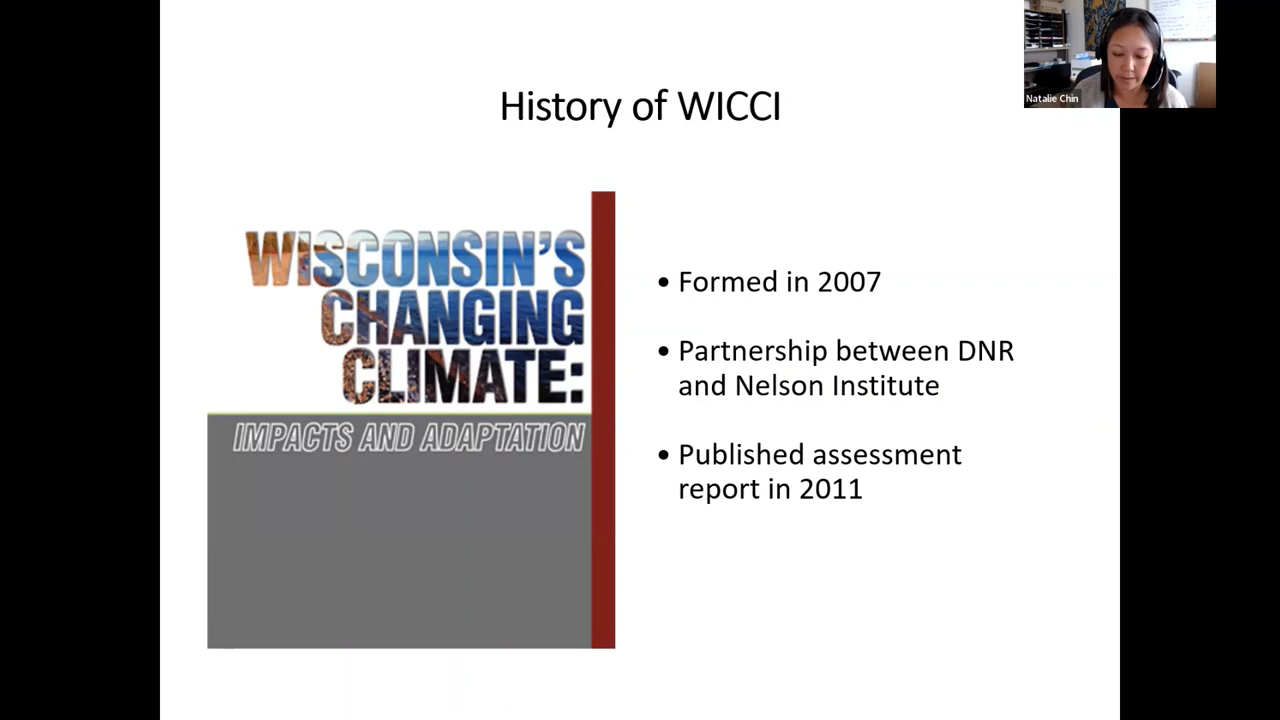 Natalie Chin
History of WICCI
WISCONSIN'S
CHANGING
CLIMATE:
IMPACTS AND ADAPTATION
• Formed in 2007
• Partnership between DNR
and Nelson Institute
• Published assessment
report in 2011